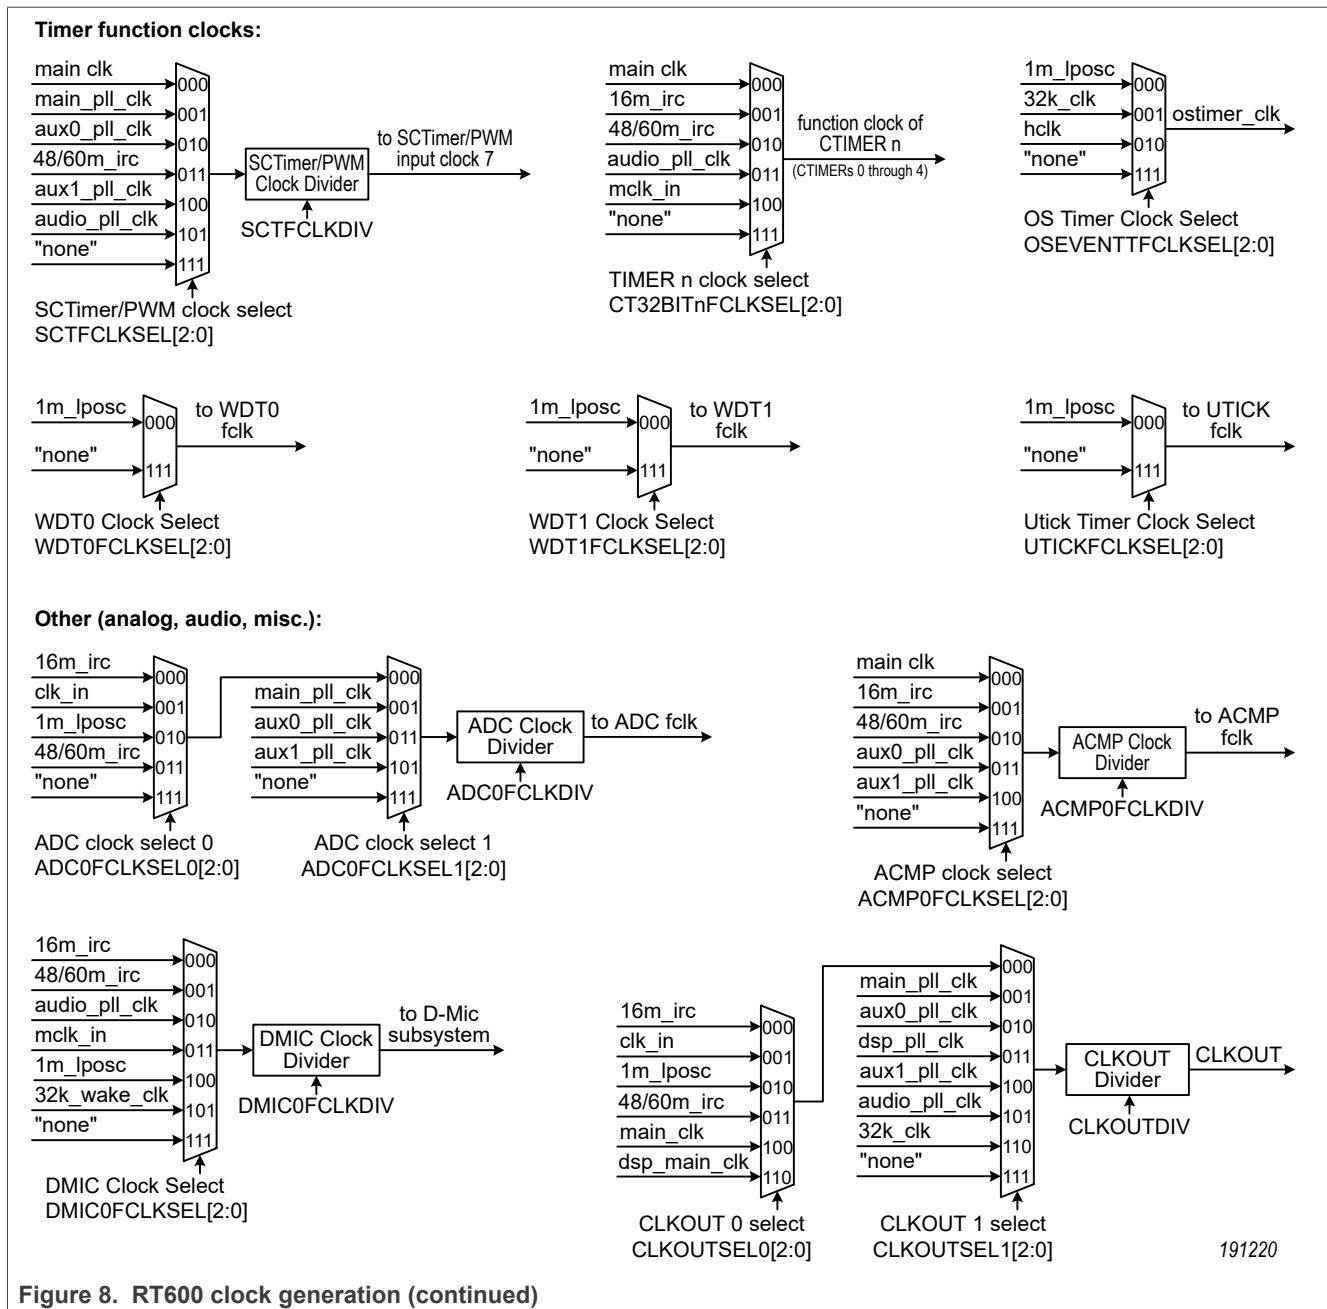 Timer function clocks:
main clk
000
main_pll_clk
001
aux0_pll_clk
010
48/60m_irc
011
aux1_pll_clk
100
audio_pll_clk
101
"none"
111
SCTimer/PWM
Clock Divider
SCTFCLKDIV
to SCTimer/PWM
input clock 7
SCTimer/PWM clock select
SCTFCLKSEL[2:0]
main clk
000
16m_irc
001
48/60m_irc
010
audio_pll_clk
011
mclk_in
100
"none"
111
function clock of
CTIMER n
(CTIMERs 0 through 4)
TIMER n clock select
CT32BITnFCLKSEL[2:0]
1m_lposc
000
32k_clk
001
hclk
010
"none"
111
ostimer_clk
OS Timer Clock Select
OSEVENTTFCLKSEL[2:0]
1m_lposc
000
"none"
111
to WDT0
fclk
WDT0 Clock Select
WDT0FCLKSEL[2:0]
1m_lposc
000
"none"
111
to WDT1
fclk
WDT1 Clock Select
WDT1FCLKSEL[2:0]
1m_lposc
000
"none"
111
to UTICK
fclk
Utick Timer Clock Select
UTICKFCLKSEL[2:0]
Other (analog, audio, misc.):
16m_irc
000
clk_in
001
1m_lposc
010
48/60m_irc
011
"none"
111
ADC clock select 0
ADC0FCLKSEL0[2:0]
000
main_pll_clk
001
aux0_pll_clk
011
aux1_pll_clk
101
"none"
111
ADC clock select 1
ADC0FCLKSEL1[2:0]
ADC Clock
Divider
ADC0FCLKDIV
to ADC fclk
main clk
000
16m_irc
001
48/60m_irc
010
aux0_pll_clk
011
aux1_pll_clk
100
"none"
111
ACMP Clock
Divider
ACMP0FCLKDIV
to ACMP
fclk
ACMP clock select
ACMP0FCLKSEL[2:0]
16m_irc
000
48/60m_irc
001
audio_pll_clk
010
mclk_in
011
1m_lposc
100
32k_wake_clk
101
"none"
111
DMIC Clock
Divider
DMIC0FCLKDIV
to D-Mic
subsystem
DMIC Clock Select
DMIC0FCLKSEL[2:0]
16m_irc
000
clk_in
001
1m_lposc
010
48/60m_irc
011
main_clk
100
dsp_main_clk
110
CLKOUT 0 select
CLKOUTSEL0[2:0]
000
main_pll_clk
001
aux0_pll_clk
010
dsp_pll_clk
011
aux1_pll_clk
100
audio_pll_clk
101
32k_clk
110
"none"
111
CLKOUT 1 select
CLKOUTSEL1[2:0]
CLKOUT
Divider
CLKOUTDIV
CLKOUT
191220
Figure 8. RT600 clock generation (continued)